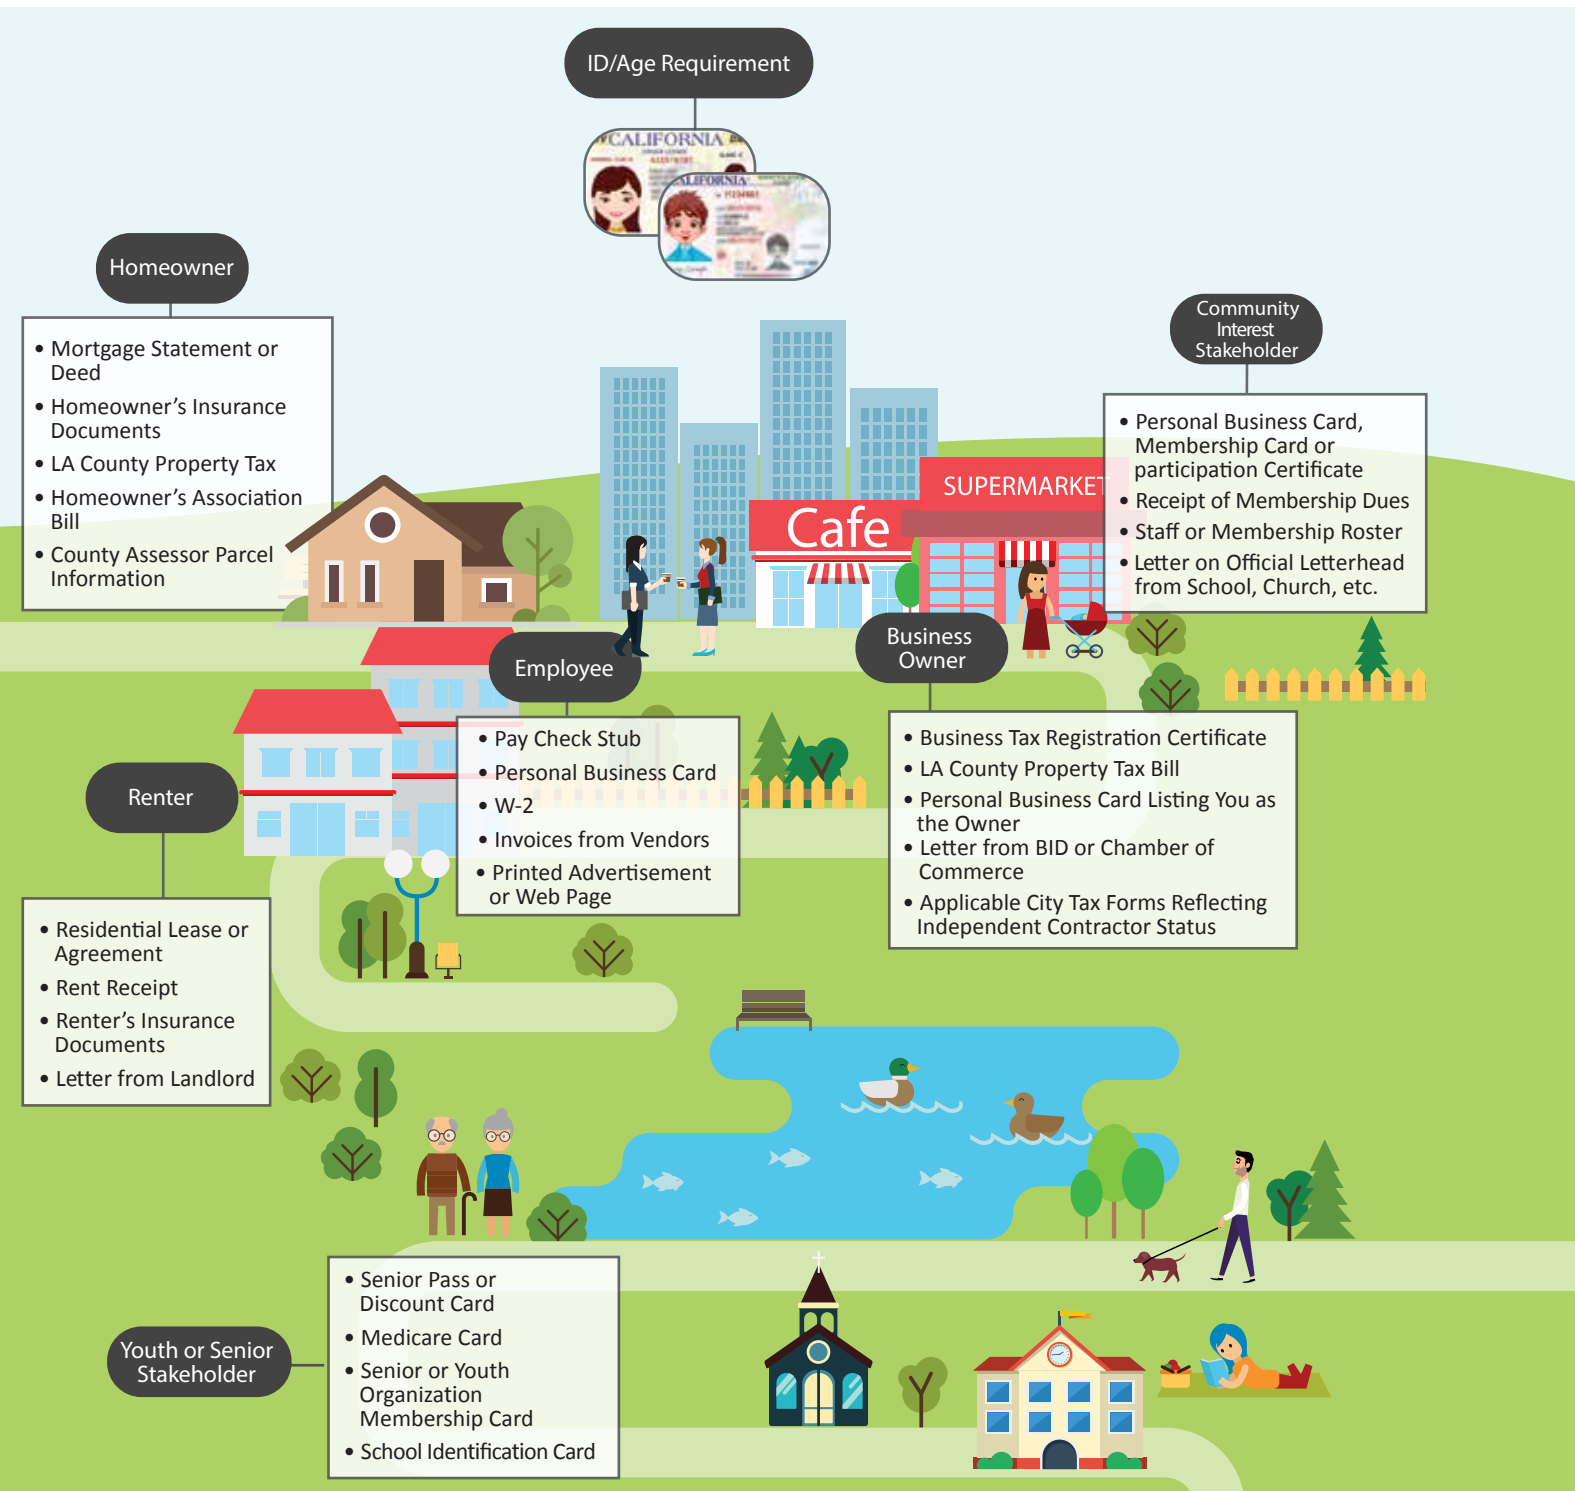 ID/Age Requirement
CALIFORNIA
CALIFORNIA
Homeowner
• Mortgage Statement or
Deed
• Homeowner’s Insurance
Documents
• LA County Property Tax
• Homeowner’s Association
Bill
• County Assessor Parcel
Information
Community
Interest
Stakeholder
• Personal Business Card,
Membership Card or
participation Certificate
• Receipt of Membership Dues
• Staff or Membership Roster
• Letter on Official Letterhead
from School, Church, etc.
SUPERMARKET
Cafe
Employee
• Pay Check Stub
• Personal Business Card
• W-2
• Invoices from Vendors
• Printed Advertisement
or Web Page
Business
Owner
• Business Tax Registration Certificate
• LA County Property Tax Bill
• Personal Business Card Listing You as
the Owner
• Letter from BID or Chamber of
Commerce
• Applicable City Tax Forms Reflecting
Independent Contractor Status
Renter
• Residential Lease or
Agreement
• Rent Receipt
• Renter’s Insurance
Documents
• Letter from Landlord
Youth or Senior
Stakeholder
• Senior Pass or
Discount Card
• Medicare Card
• Senior or Youth
Organization
Membership Card
• School Identification Card